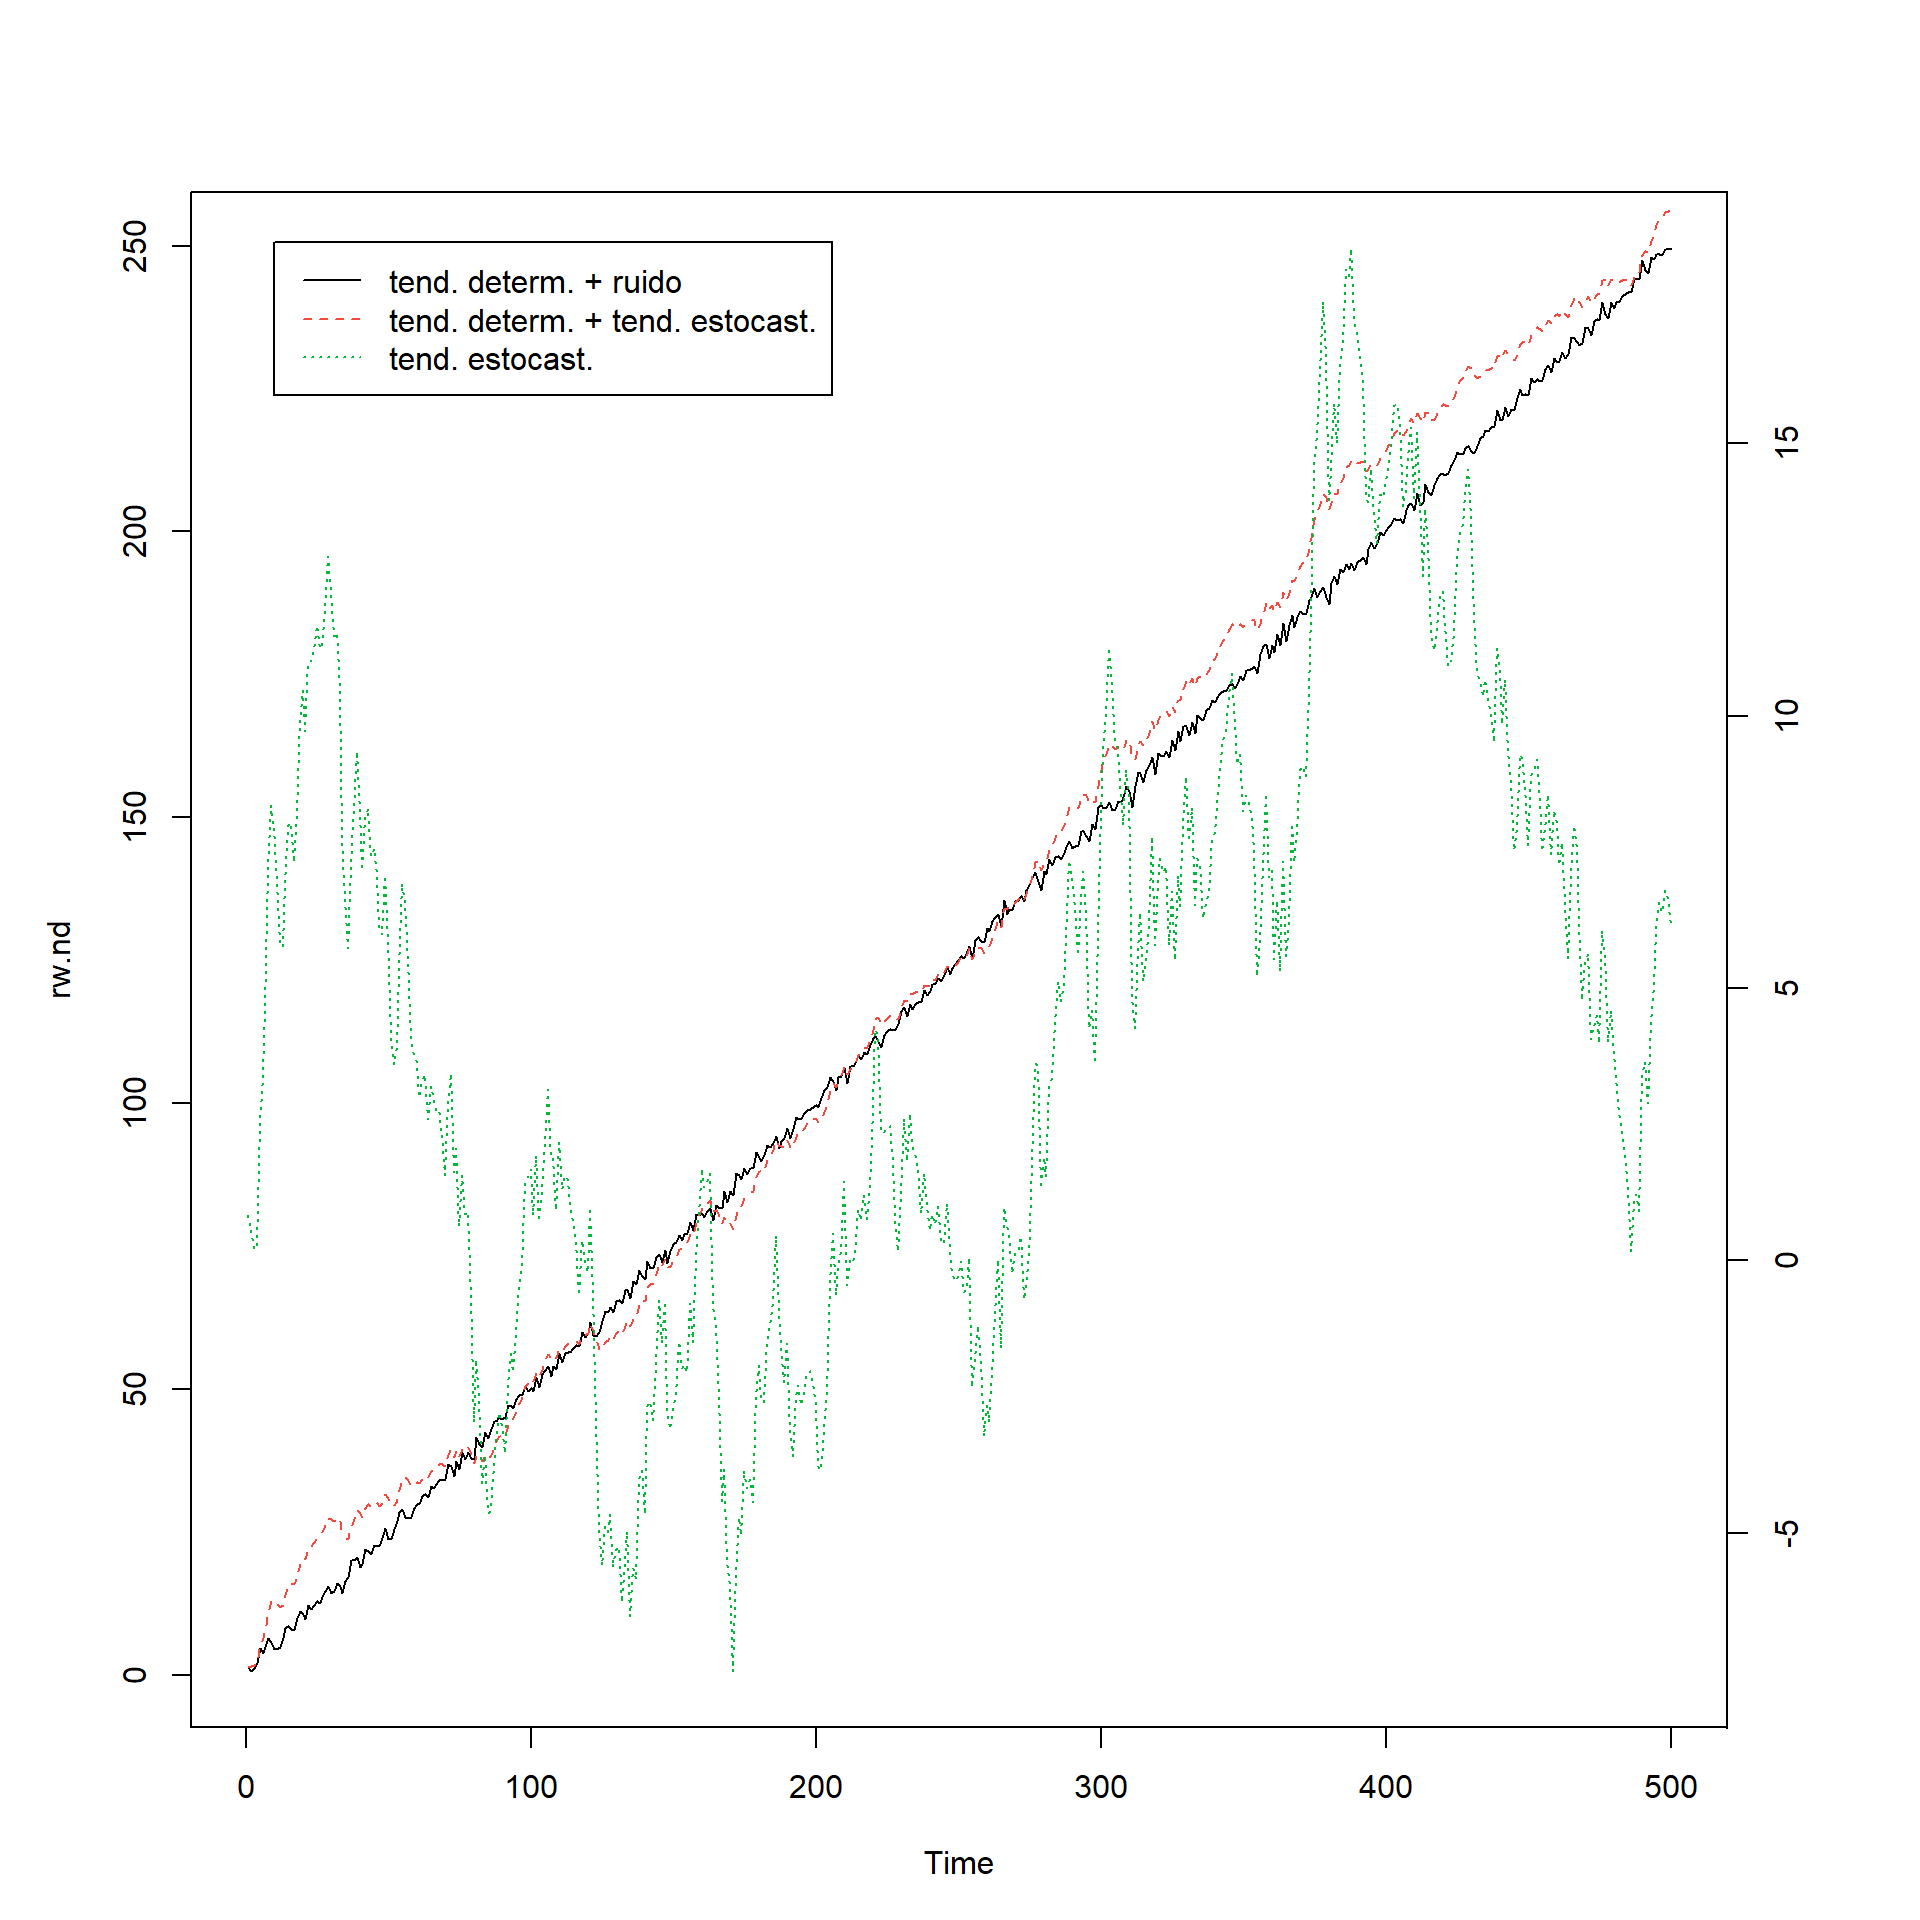 tend. determ. + ruido
tend. determ. + tend. estocast.
tend. estocast.
250
200
150
100
50
0
rw.nd
15
10
5
0
-5
0 100 200 300 400 500
Time